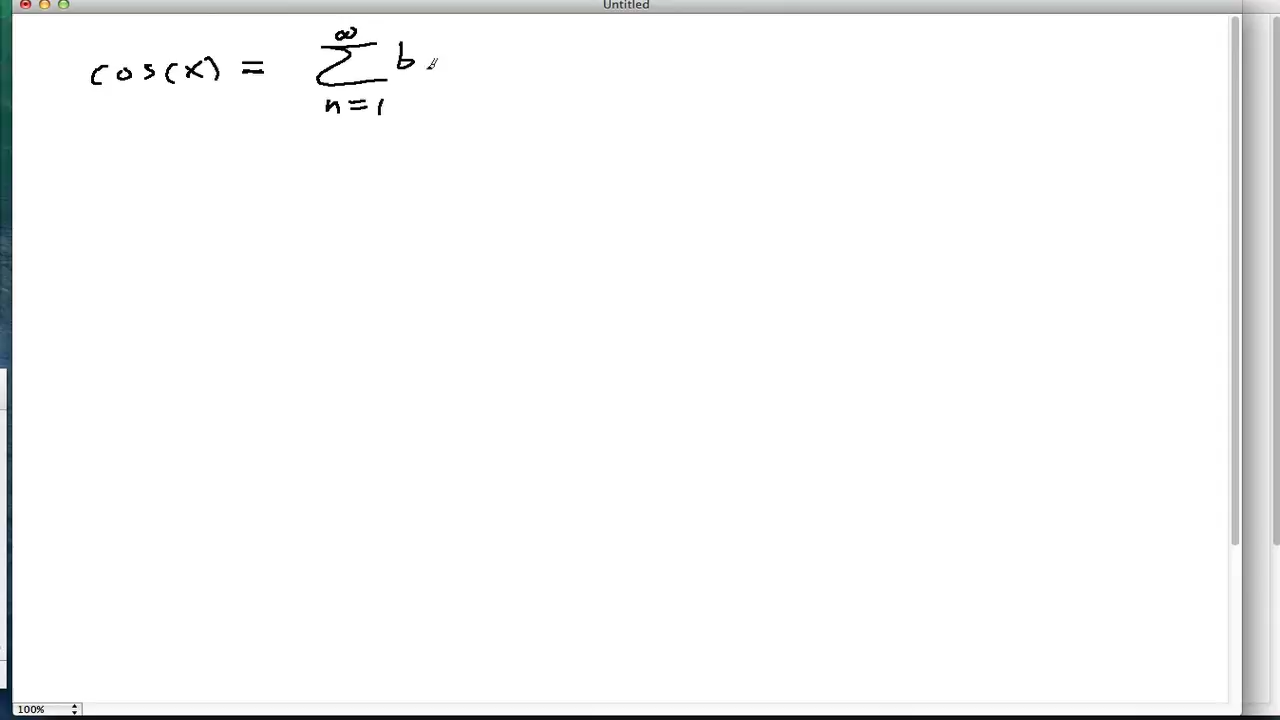 Untitled
cos(x) = ∞∑n=1 b
100%